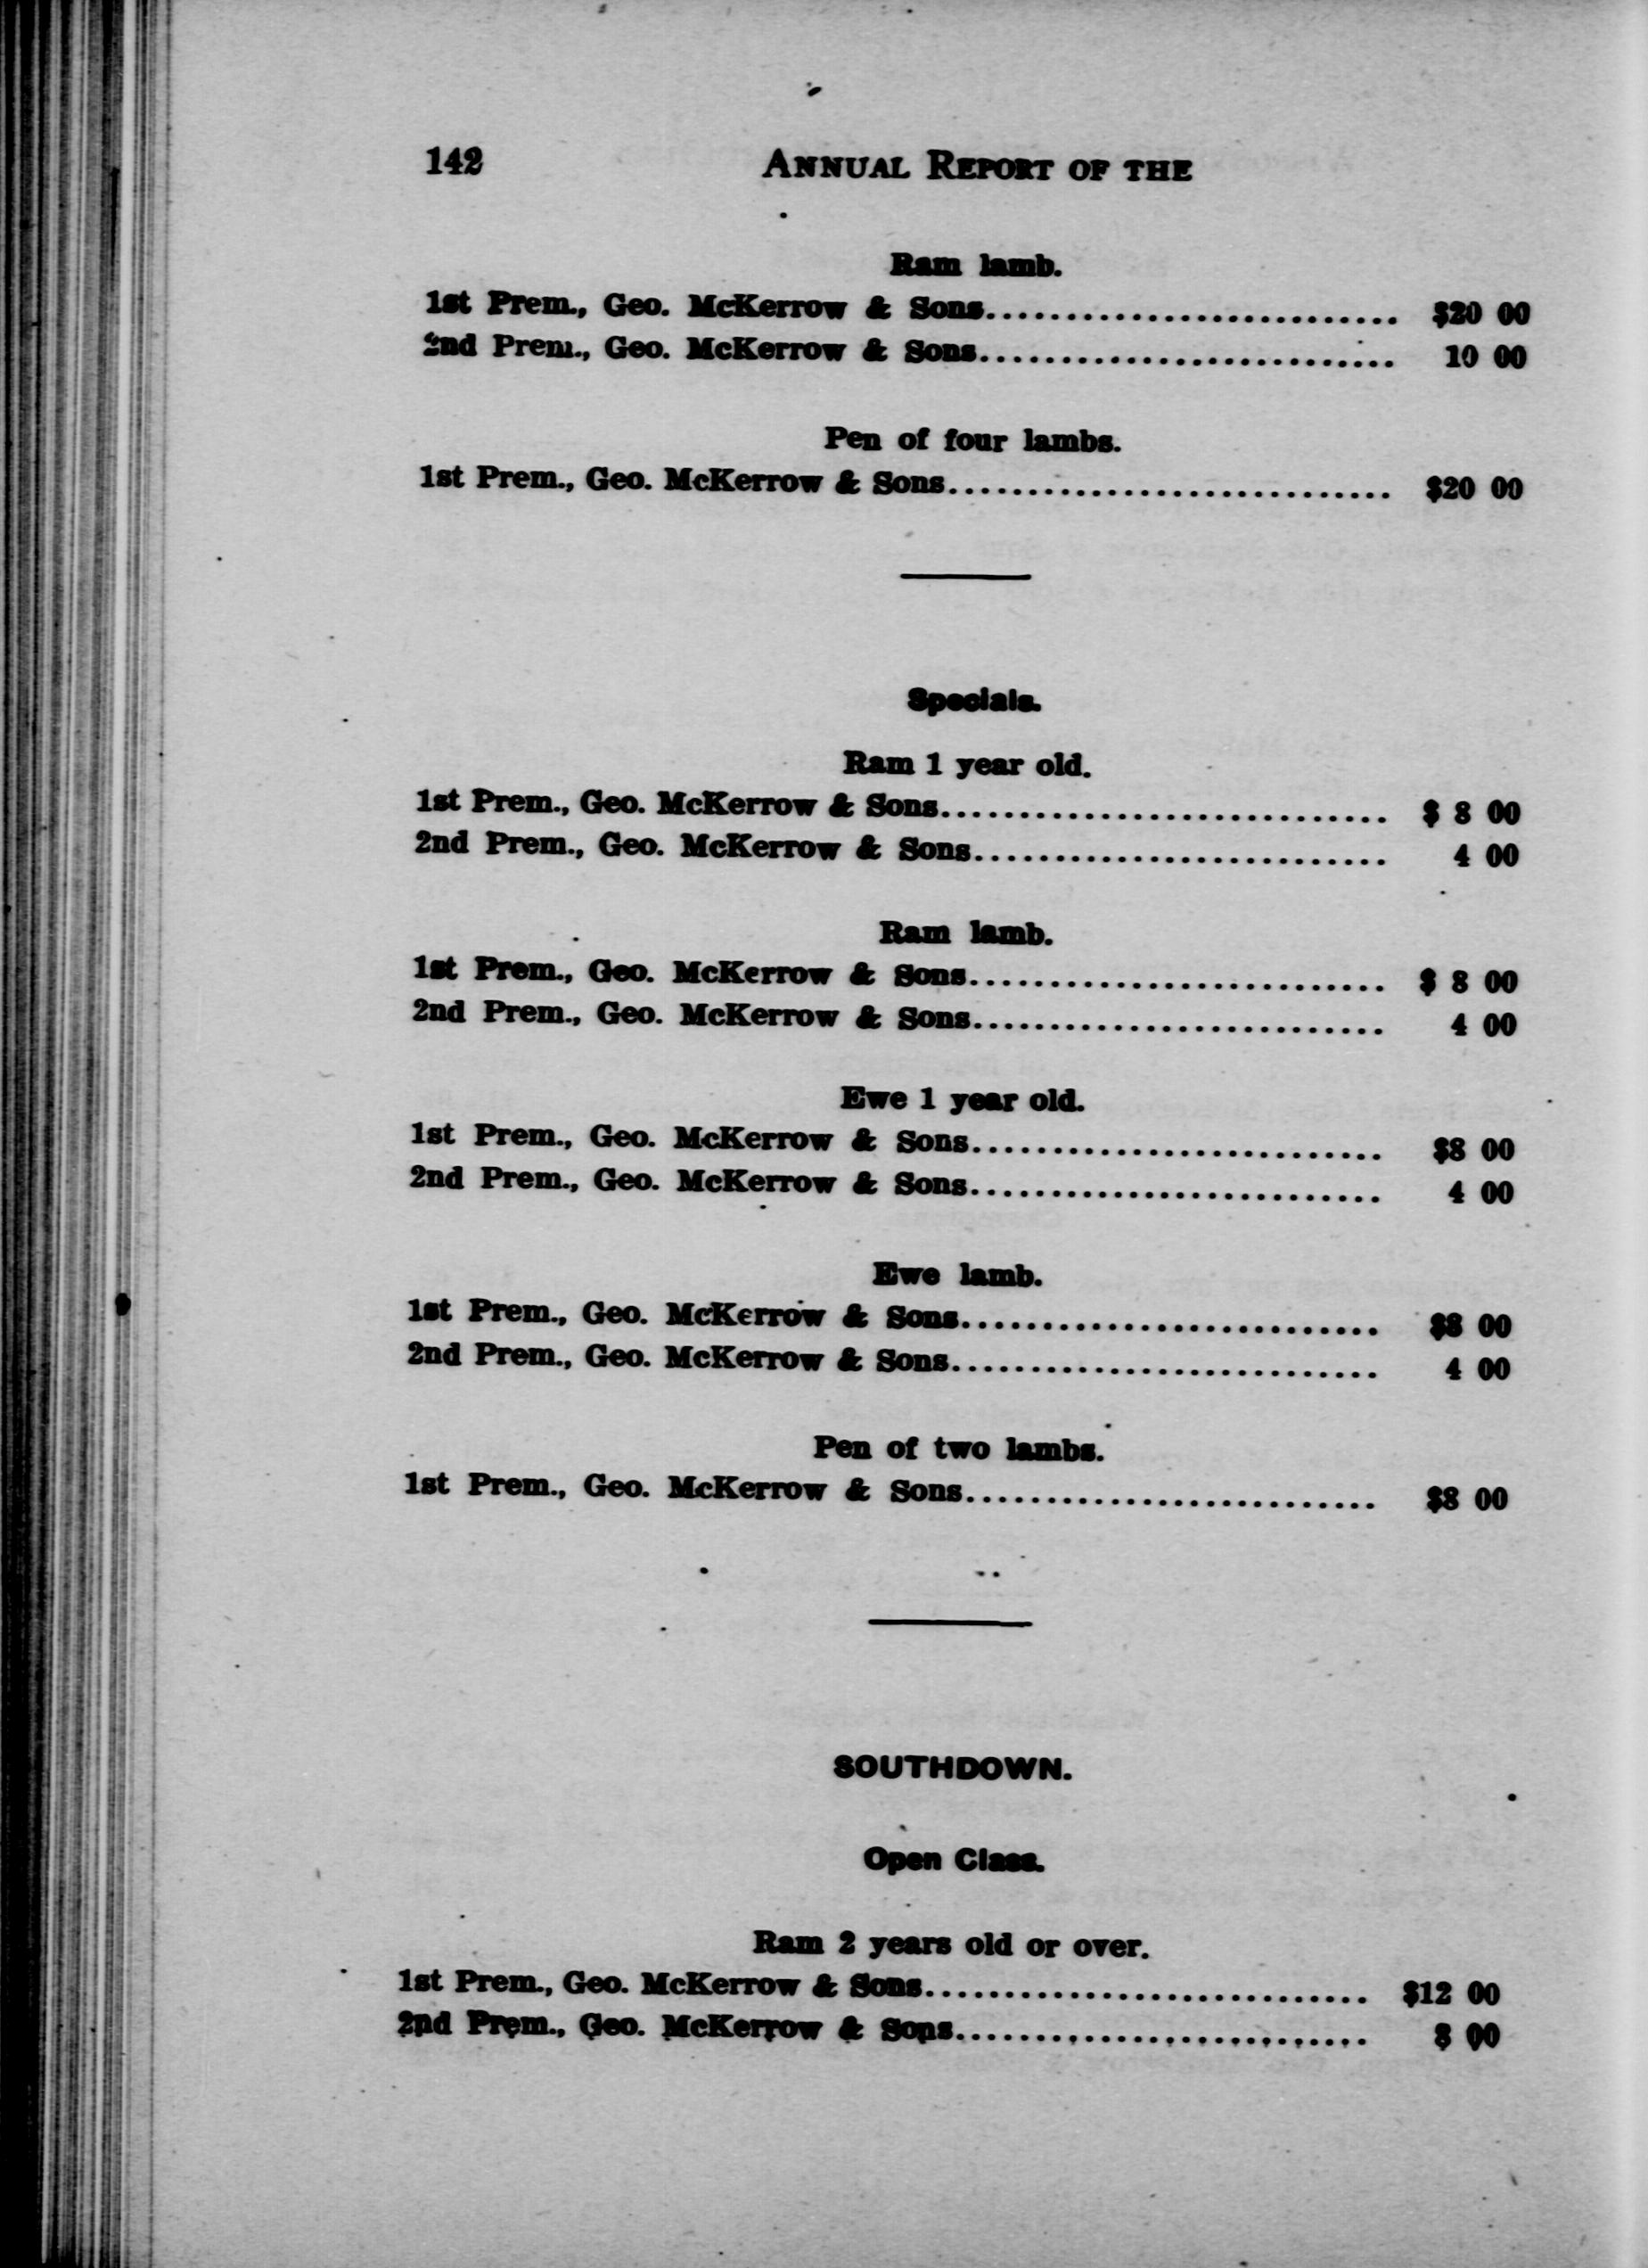 142 ANNUAL REPORT OF THE
Ram lamb.
1st Prem., Geo. McKerrow & Sons............................ $20 00
2nd Prem., Geo. McKerrow & Sons............................ 10 00
Pen of four lambs.
1st Prem., Geo. McKerrow & Sons............................ $20 00
Specials.
Ram 1 year old.
1st Prem., Geo. McKerrow & Sons............................ $ 8 00
2nd Prem., Geo. McKerrow & Sons............................ 4 00
Ram lamb.
1st Prem., Geo. McKerrow & Sons............................ $ 8 00
2nd Prem., Geo. McKerrow & Sons............................ 4 00
Ewe 1 year old.
1st Prem., Geo. McKerrow & Sons............................ $8 00
2nd Prem., Geo. McKerrow & Sons............................ 4 00
Ewe lamb.
1st Prem., Geo. McKerrow & Sons............................ $8 00
2nd Prem., Geo. McKerrow & Sons............................ 4 00
Pen of two lambs.
1st Prem., Geo. McKerrow & Sons............................ $8 00
SOUTHDOWN.
Open Class.
Ram 2 years old or over.
1st Prem., Geo. McKerrow & Sons............................ $12 00
2nd Prem., Geo. McKerrow & Sons............................ 8 00